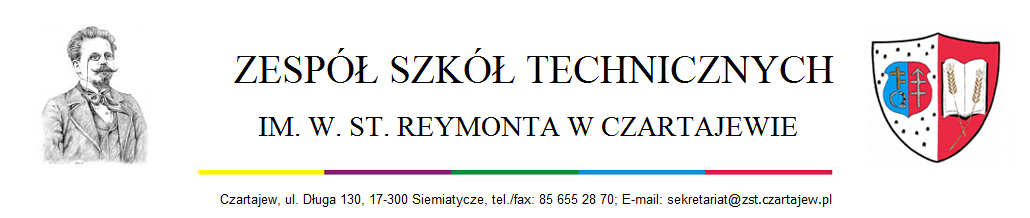 ZESPÓŁ SZKÓŁ TECHNICZNYCH
IM. W. ST. REYMONTA W CZARTAJEWIE
Czartajew, ul. Długa 130, 17-300 Siemiatycze, tel./fax: 85 655 28 70; E-mail: sekretariat@zst.czartajew.pl